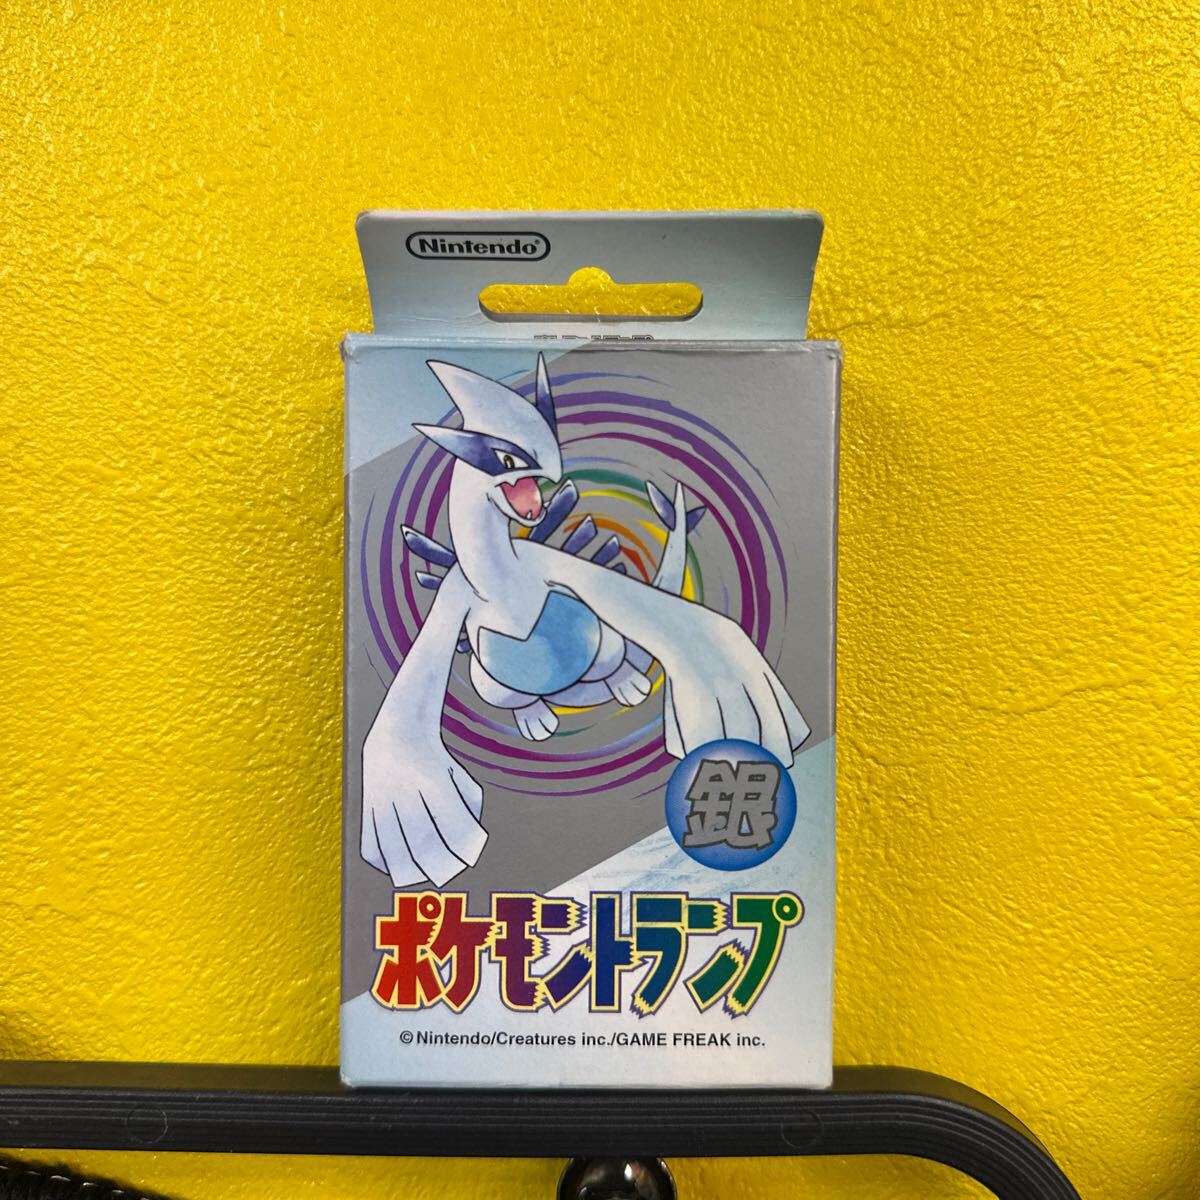 Nintendo®
銀
ポケモントランプ
©Nintendo/Creatures inc./GAME FREAK inc.